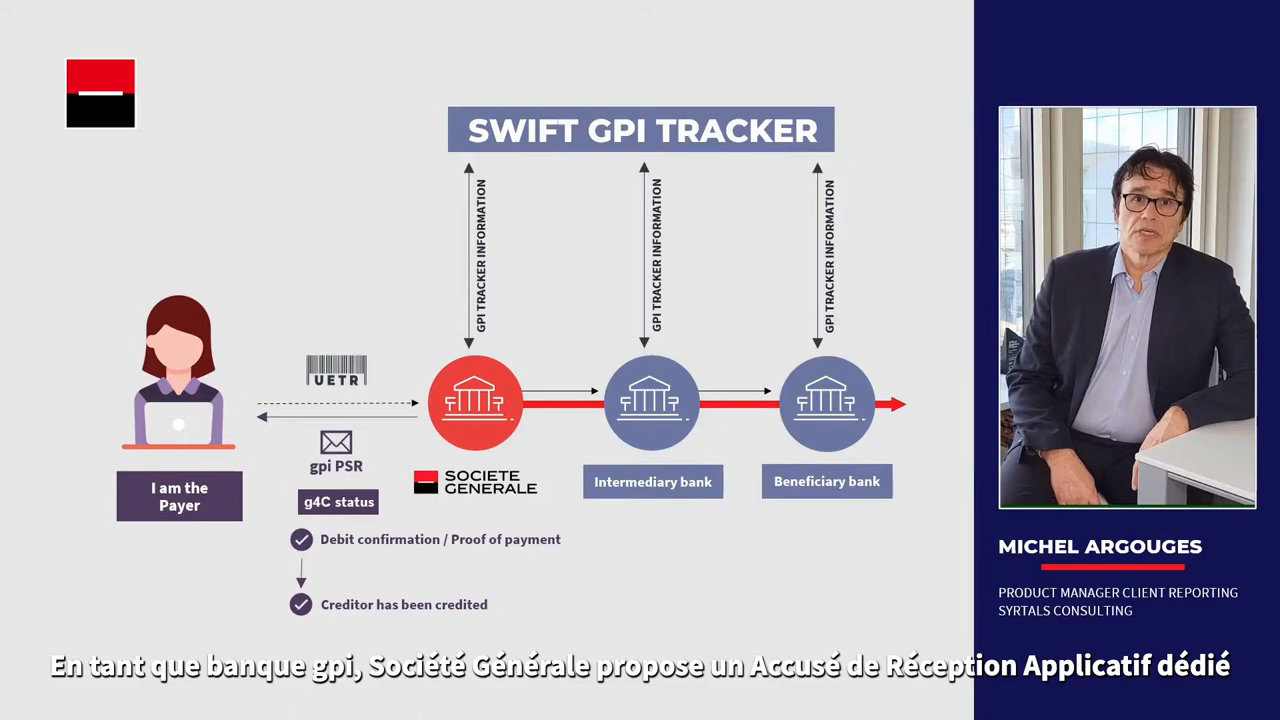 SWIFT GPI TRACKER
GPI TRACKER INFORMATION
GPI TRACKER INFORMATION
GPI TRACKER INFORMATION
UETR
gpi PSR
g4C status
I am the
Payer
SOCIETE
GENERALE
Intermediary bank
Beneficiary bank
Debit confirmation / Proof of payment
Creditor has been credited
MICHEL ARGOUGES
PRODUCT MANAGER CLIENT REPORTING
SYRTALS CONSULTING
En tant que banque gpi, Société Générale propose un Accusé de Réception Applicatif dédié